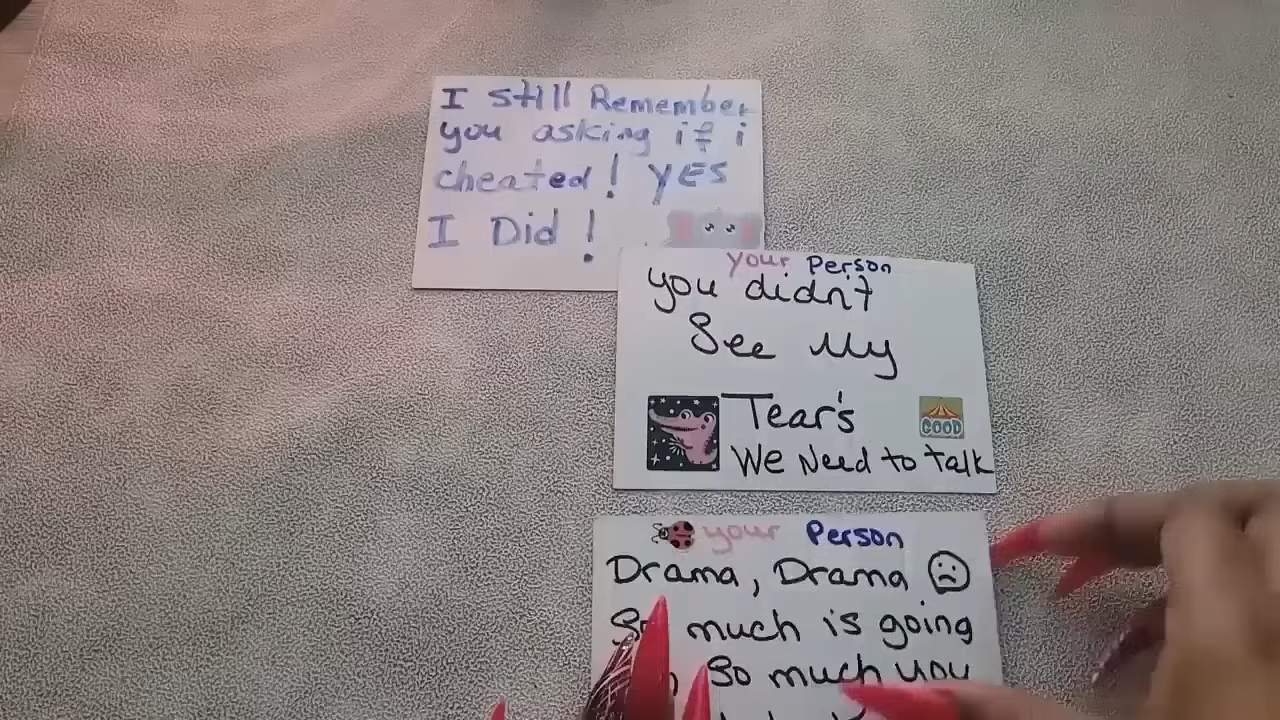 I still Remember
you asking if i
cheated! YES
I Did!
your Person
you didn't
See My
Tear's
GOOD
We Need to talk
your Person
Drama, Drama
So much is going
So much you